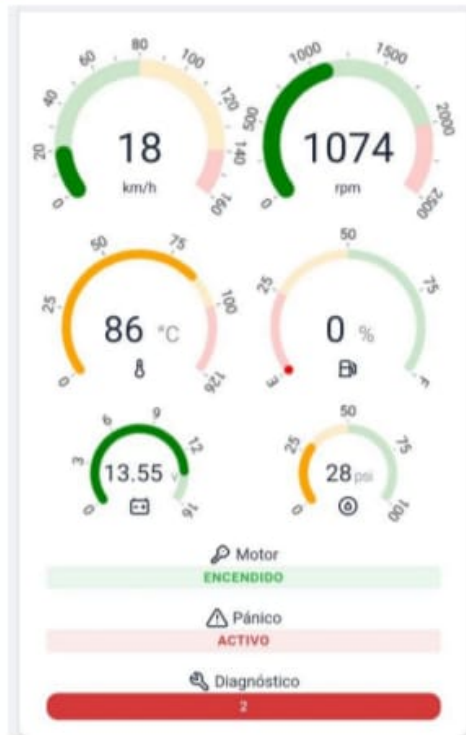 0 20 40 60 80 100 120 140 160
18
km/h
0 500 1000 1500 2000 2500
1074
rpm
0 25 50 75 100 126
86 °C
E 25 50 75 F
0 %
0 3 6 9 12 16
13.55 v
0 25 50 75 100
28 psi
Motor
ENCENDIDO
Pánico
ACTIVO
Diagnóstico
2